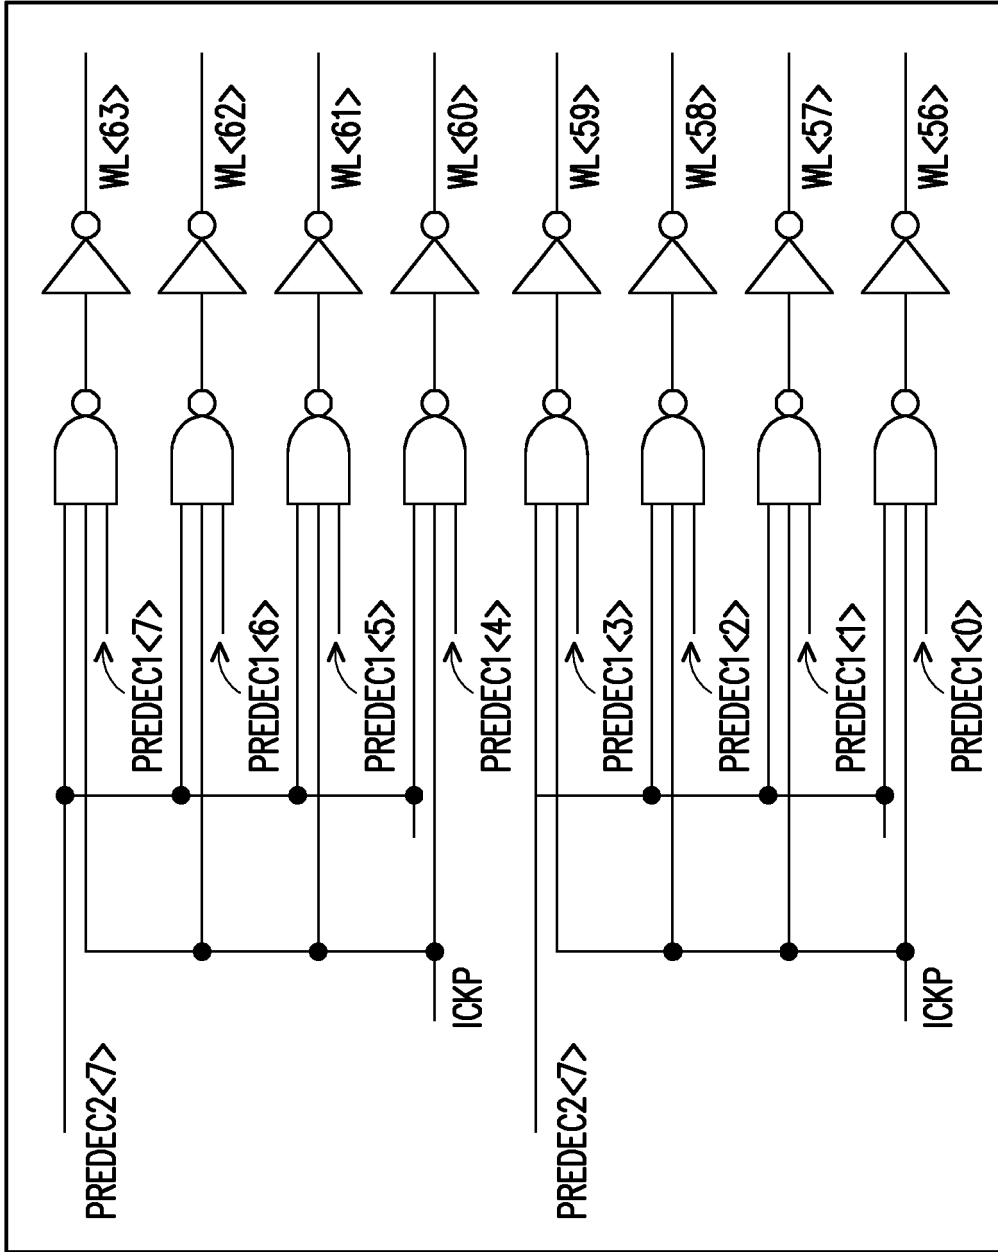 PREDEC2<7>
ICKP
PREDEC1<7>
WL<63>
PREDEC1<6>
WL<62>
PREDEC1<5>
WL<61>
PREDEC1<4>
WL<60>
PREDEC2<7>
ICKP
PREDEC1<3>
WL<59>
PREDEC1<2>
WL<58>
PREDEC1<1>
WL<57>
PREDEC1<0>
WL<56>